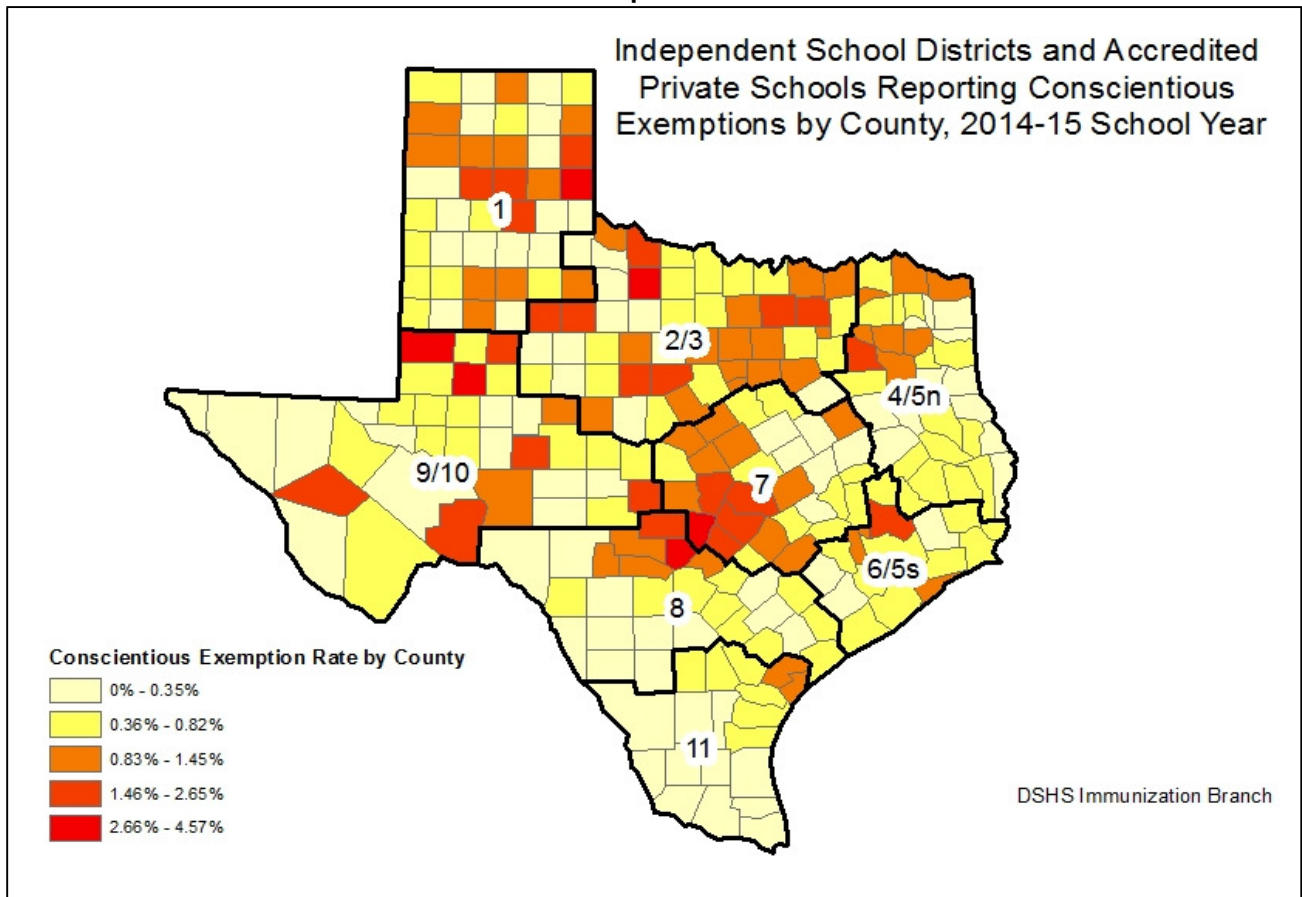 Independent School Districts and Accredited
Private Schools Reporting Conscientious
Exemptions by County, 2014-15 School Year
1
2/3
4/5n
9/10
7
6/5s
8
11
Conscientious Exemption Rate by County
0% - 0.35%
0.36% - 0.82%
0.83% - 1.45%
1.46% - 2.65%
2.66% - 4.57%
DSHS Immunization Branch